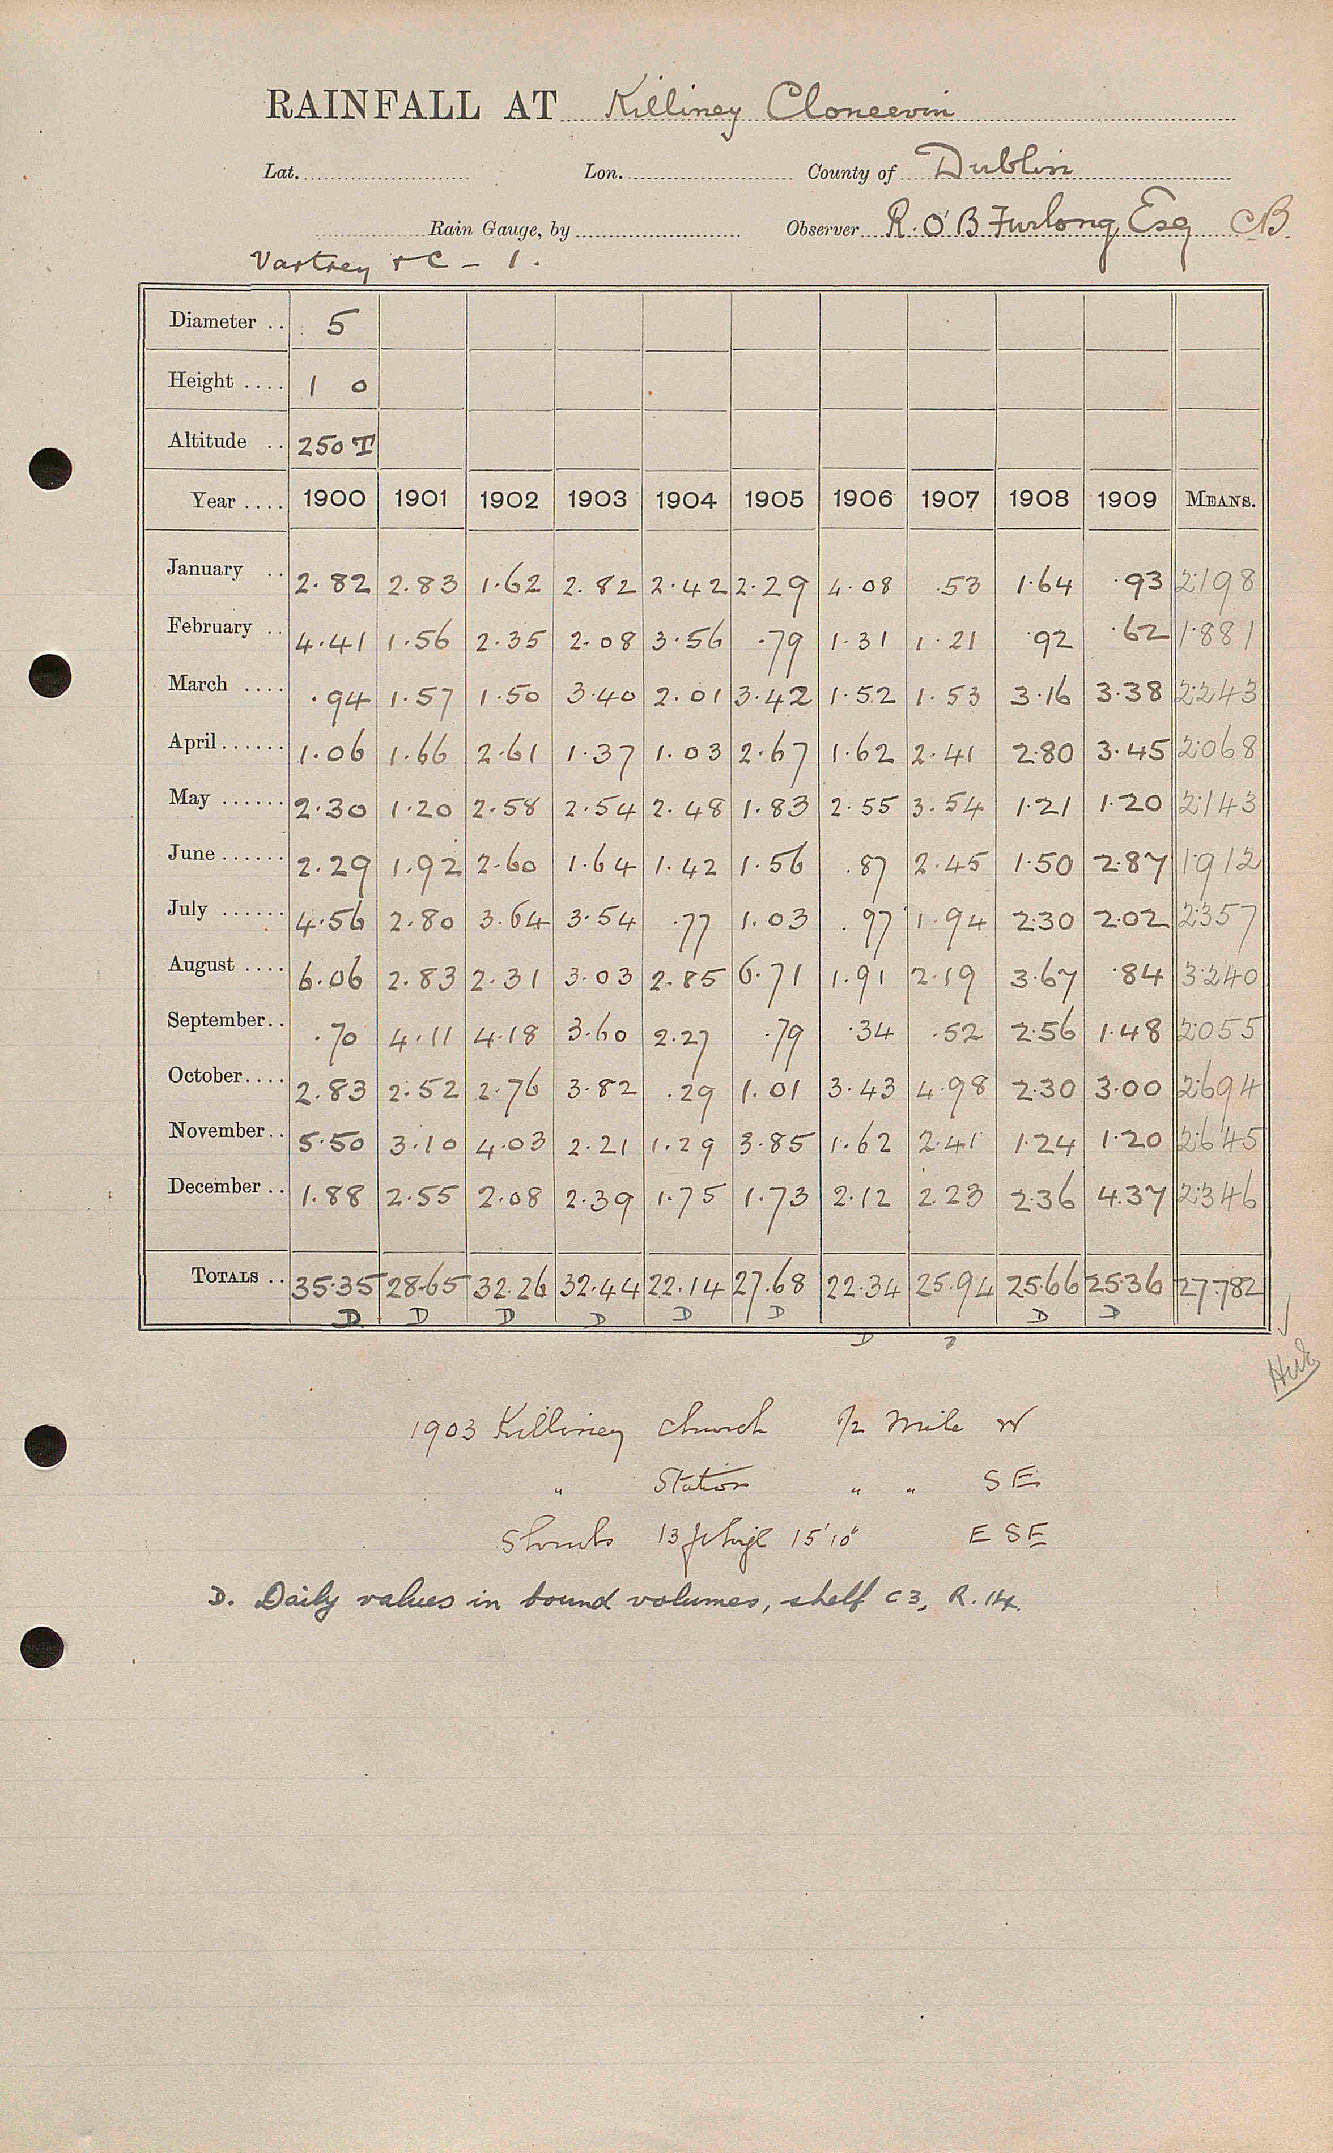 RAINFALL AT Killiney Cloneevin
Lat. Lon. County of Dublin
Rain Gauge, by Observer R. O'B Furlong Esq CB
Vartrey + C - 1.
Diameter .. 5
Height .... 1 0
Altitude .. 250 T
Year .... 1900 1901 1902 1903 1904 1905 1906 1907 1908 1909 MEANS.
January .. 2.82 2.83 1.62 2.82 2.42 2.29 4.08 .53 1.64 .93 2.198
February .. 4.41 1.56 2.35 2.08 3.56 .79 1.31 1.21 .92 .62 1.881
March .... .94 1.57 1.50 3.40 2.01 3.42 1.52 1.53 3.16 3.38 2.243
April ...... 1.06 1.66 2.61 1.37 1.03 2.67 1.62 2.41 2.80 3.45 2.068
May ...... 2.30 1.20 2.58 2.54 2.48 1.83 2.55 3.54 1.21 1.20 2.143
June ...... 2.29 1.92 2.60 1.64 1.42 1.56 .87 2.45 1.50 2.87 1.912
July ...... 4.56 2.80 3.64 3.54 .77 1.03 .97 1.94 2.30 2.02 2.357
August .... 6.06 2.83 2.31 3.03 2.85 6.71 1.91 2.19 3.67 .84 3.240
September .. .70 4.11 4.18 3.60 2.27 .79 .34 .52 2.56 1.48 2.055
October .... 2.83 2.52 2.76 3.82 .29 1.01 3.43 4.98 2.30 3.00 2.694
November .. 5.50 3.10 4.03 2.21 1.29 3.85 1.62 2.41 1.24 1.20 2.645
December .. 1.88 2.55 2.08 2.39 1.75 1.73 2.12 2.23 2.36 4.37 2.346
TOTALS .. 35.35 28.65 32.26 32.44 22.14 27.68 22.34 25.94 25.66 25.36 27.782
D D D D D D D D D D
1903 Killiney Church 1/2 Mile W
" Station " " SE
Shrubs 13 ft high 15'10" E SE
D. Daily values in bound volumes, shelf C3, R.14.